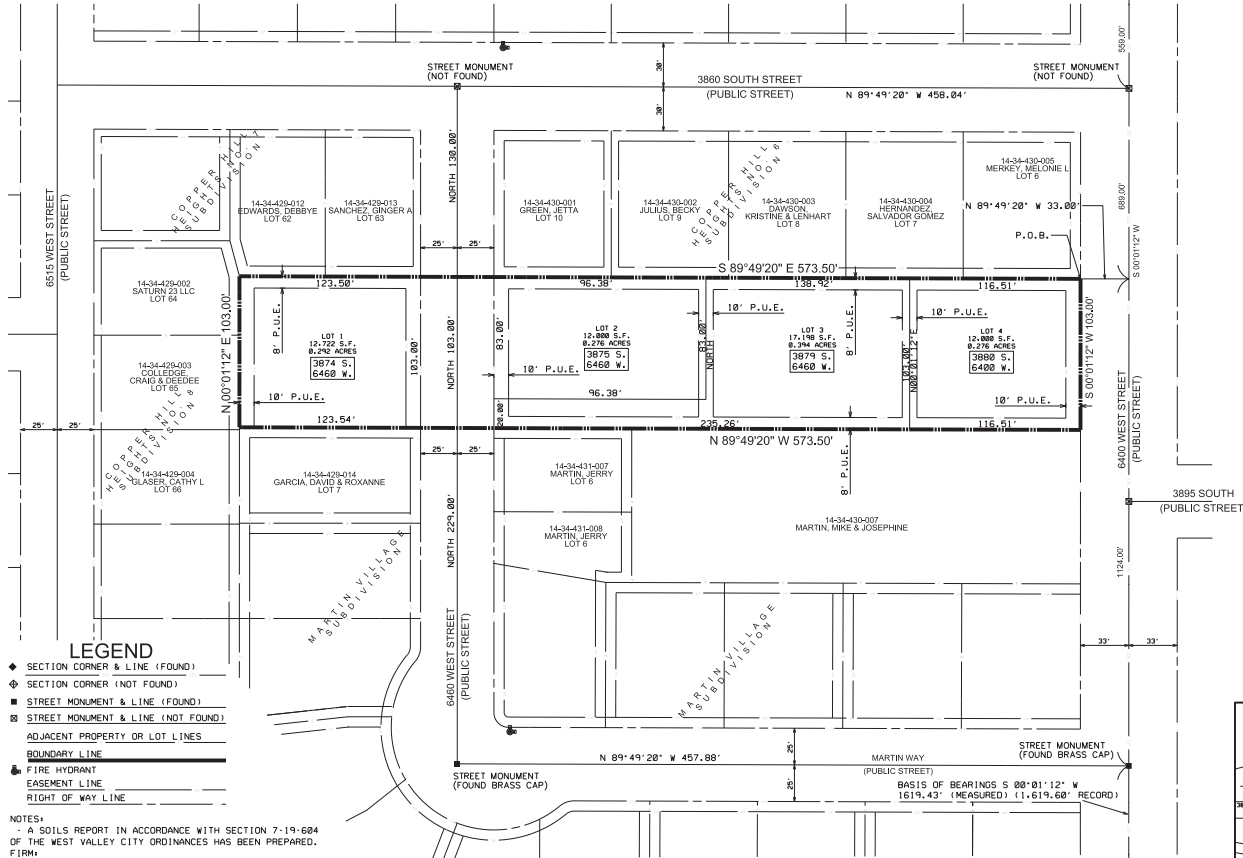 559.00'
STREET MONUMENT
(NOT FOUND)
30'
3860 SOUTH STREET
(PUBLIC STREET)
N 89°49'20" W 458.04'
30'
STREET MONUMENT
(NOT FOUND)
6515 WEST STREET
(PUBLIC STREET)
COPPER HILL
HEIGHTS NO. 7
SUBDIVISION
14-34-429-012
EDWARDS, DEBBYE
LOT 62
14-34-429-013
SANCHEZ, GINGER A
LOT 63
NORTH 130.00'
14-34-430-001
GREEN, JETTA
LOT 10
14-34-430-002
JULIUS, BECKY
LOT 9
COPPER HILL
HEIGHTS NO. 6
SUBDIVISION
14-34-430-003
DAWSON,
KRISTINE & LENHART
LOT 8
14-34-430-004
HERNANDEZ,
SALVADOR GOMEZ
LOT 7
14-34-430-005
MERKEY, MELONIE L
LOT 6
N 89°49'20" W 33.00'
P.O.B.
689.00'
S 00°01'12" W
25'
25'
14-34-429-002
SATURN 23 LLC
LOT 64
S 89°49'20" E 573.50'
123.50'
96.38'
138.92'
116.51'
N 00°01'12" E 103.00'
8' P.U.E.
LOT 1
12,722 S.F.
0.292 ACRES
3874 S.
6460 W.
103.00'
10' P.U.E.
123.54'
NORTH 103.00'
83.00'
LOT 2
12,000 S.F.
0.276 ACRES
3875 S.
6460 W.
10' P.U.E.
96.38'
20.00'
83.00'
NORTH
10' P.U.E.
LOT 3
17,198 S.F.
0.394 ACRES
3879 S.
6460 W.
8' P.U.E.
235.26'
103.00'
N00°01'12"E
10' P.U.E.
LOT 4
12,000 S.F.
0.276 ACRES
3880 S.
6400 W.
10' P.U.E.
116.51'
S 00°01'12" W 103.00'
N 89°49'20" W 573.50'
14-34-429-003
COLLEDGE,
CRAIG & DEEDEE
LOT 65
COPPER HILL
HEIGHTS NO. 8
SUBDIVISION
25'
25'
14-34-429-004
GLASER, CATHY L
LOT 66
14-34-429-014
GARCIA, DAVID & ROXANNE
LOT 7
25'
25'
14-34-431-007
MARTIN, JERRY
LOT 6
14-34-431-008
MARTIN, JERRY
LOT 6
8' P.U.E.
14-34-430-007
MARTIN, MIKE & JOSEPHINE
6400 WEST STREET
(PUBLIC STREET)
3895 SOUTH
(PUBLIC STREET
1124.00'
NORTH 229.00'
MARTIN VILLAGE
SUBDIVISION
MARTIN VILLAGE
SUBDIVISION
6460 WEST STREET
(PUBLIC STREET)
33'
33'
LEGEND
SECTION CORNER & LINE (FOUND)
SECTION CORNER (NOT FOUND)
STREET MONUMENT & LINE (FOUND)
STREET MONUMENT & LINE (NOT FOUND)
ADJACENT PROPERTY OR LOT LINES
BOUNDARY LINE
FIRE HYDRANT
EASEMENT LINE
RIGHT OF WAY LINE
25'
N 89°49'20" W 457.88'
MARTIN WAY
(PUBLIC STREET)
25'
STREET MONUMENT
(FOUND BRASS CAP)
STREET MONUMENT
(FOUND BRASS CAP)
BASIS OF BEARINGS S 00°01'12" W
1619.43' (MEASURED) (1,619.60' RECORD)
NOTES:
- A SOILS REPORT IN ACCORDANCE WITH SECTION 7-19-604
OF THE WEST VALLEY CITY ORDINANCES HAS BEEN PREPARED.
FIRM: